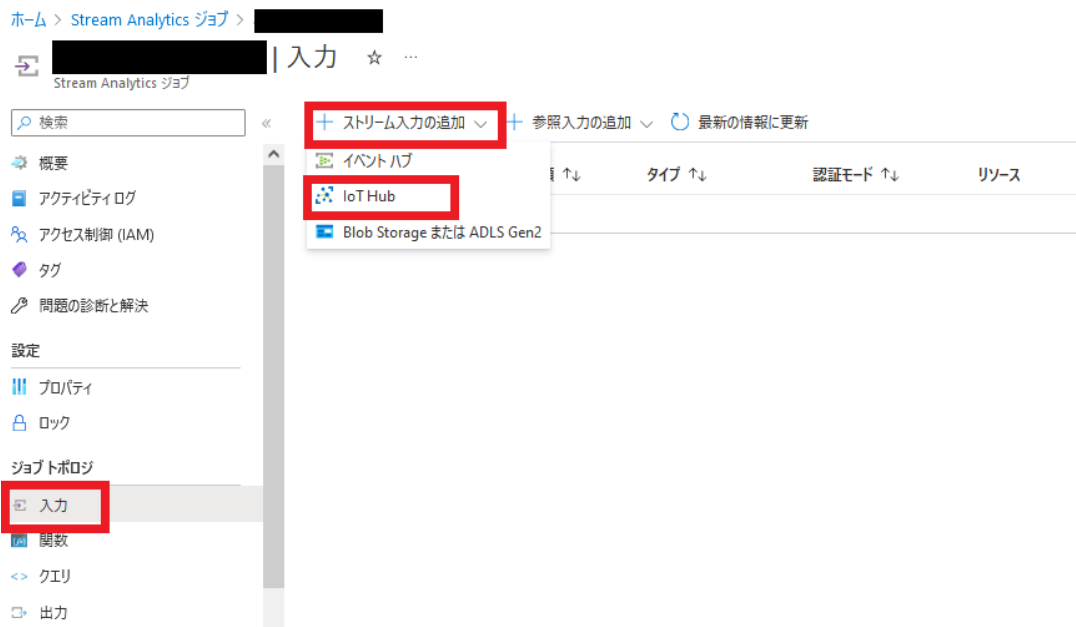 ホーム > Stream Analytics ジョブ >
| 入力 ☆ …
Stream Analytics ジョブ
検索
概要
アクティビティ ログ
アクセス制御 (IAM)
タグ
問題の診断と解決
設定
プロパティ
ロック
ジョブ トポロジ
入力
関数
クエリ
出力
+ ストリーム入力の追加 + 参照入力の追加 最新の情報に更新
イベント ハブ
IoT Hub
Blob Storage または ADLS Gen2
↑↓ タイプ ↑↓ 認証モード ↑↓ リソース